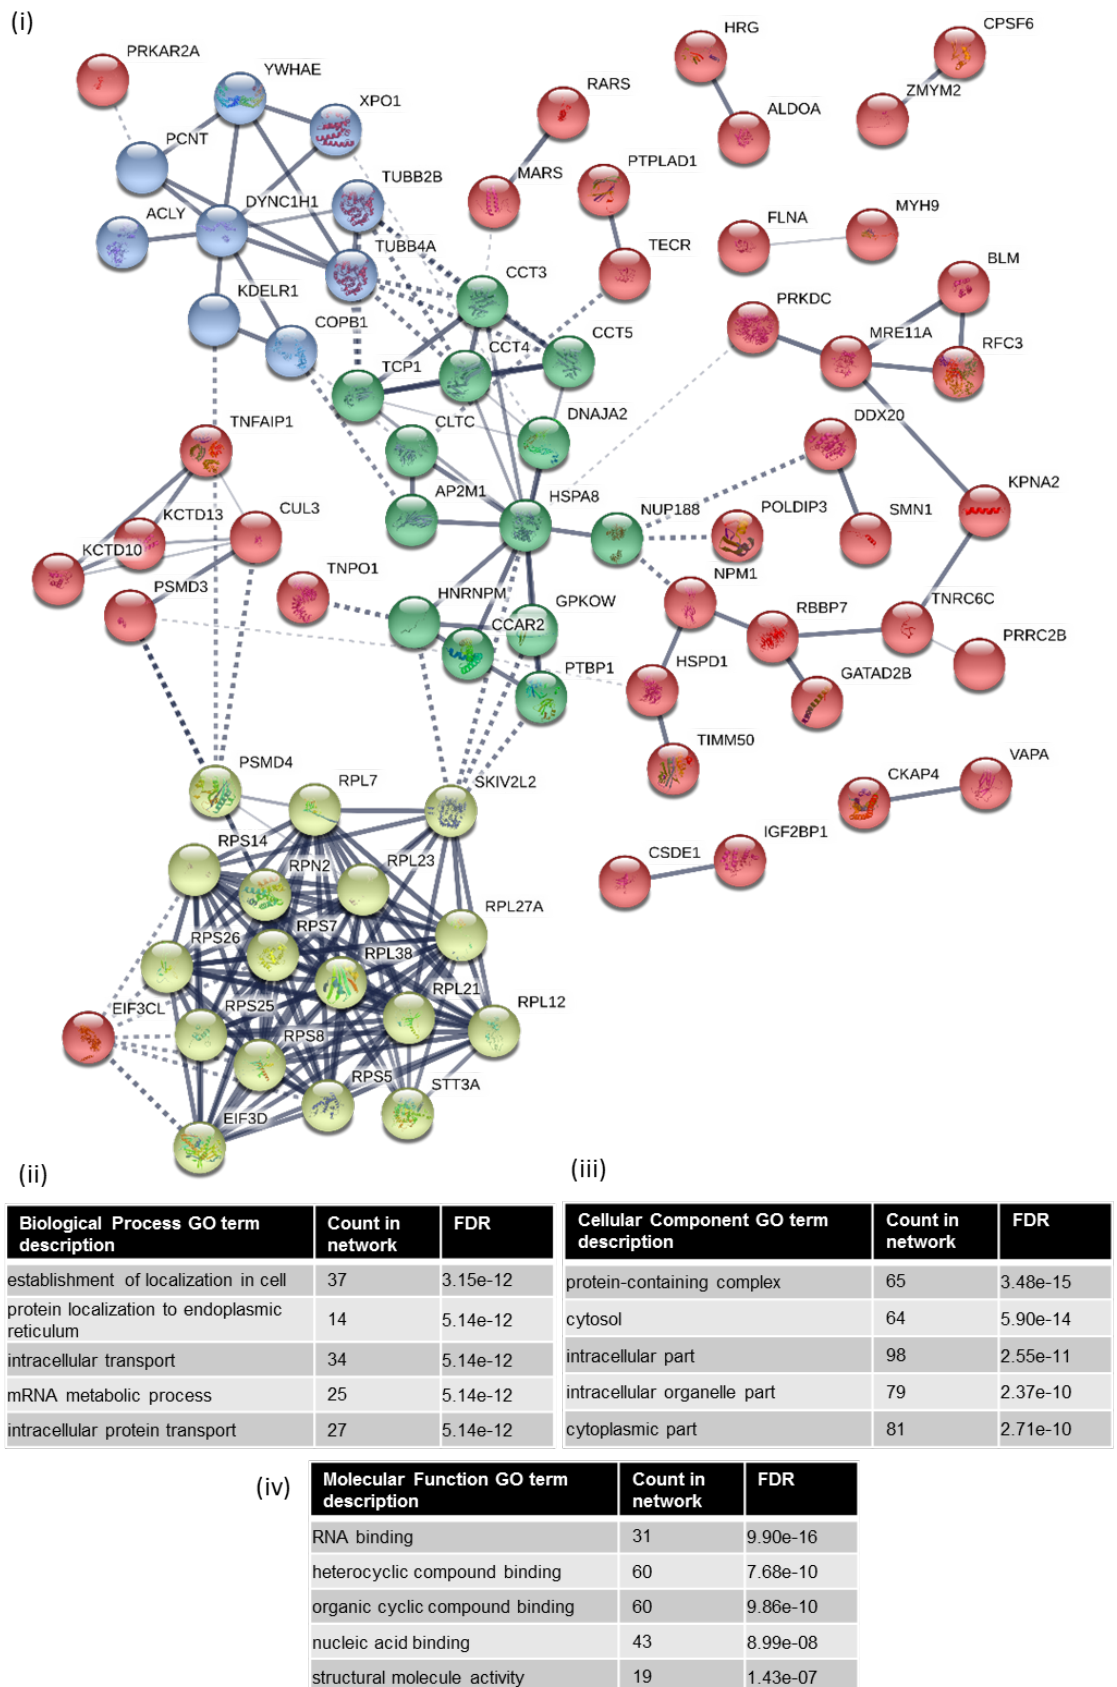 (i)
PRKAR2A
YWHAE
XPO1
PCNT
TUBB2B
ACLY
DYNC1H1
TUBB4A
KDELR1
COPB1
HRG
CPSF6
RARS
ALDOA
ZMYM2
MARS
PTPLAD1
TECR
FLNA
MYH9
BLM
PRKDC
MRE11A
RFC3
CCT3
CCT4
CCT5
TCP1
CLTC
DNAJA2
DDX20
TNFAIP1
AP2M1
HSPA8
NUP188
POLDIP3
SMN1
KPNA2
KCTD13
CUL3
KCTD10
PSMD3
TNPO1
HNRNPM
GPKOW
NPM1
RBBP7
TNRC6C
PRRC2B
CCAR2
PTBP1
HSPD1
GATAD2B
TIMM50
PSMD4
RPL7
SKIV2L2
CKAP4
VAPA
RPS14
RPN2
RPL23
CSDE1
IGF2BP1
RPS26
RPS7
RPL27A
RPL38
EIF3CL
RPS25
RPL21
RPL12
RPS8
RPS5
STT3A
EIF3D
(ii)
Biological Process GO term description Count in network FDR
establishment of localization in cell 37 3.15e-12
protein localization to endoplasmic reticulum 14 5.14e-12
intracellular transport 34 5.14e-12
mRNA metabolic process 25 5.14e-12
intracellular protein transport 27 5.14e-12
(iii)
Cellular Component GO term description Count in network FDR
protein-containing complex 65 3.48e-15
cytosol 64 5.90e-14
intracellular part 98 2.55e-11
intracellular organelle part 79 2.37e-10
cytoplasmic part 81 2.71e-10
(iv)
Molecular Function GO term description Count in network FDR
RNA binding 31 9.90e-16
heterocyclic compound binding 60 7.68e-10
organic cyclic compound binding 60 9.86e-10
nucleic acid binding 43 8.99e-08
structural molecule activity 19 1.43e-07